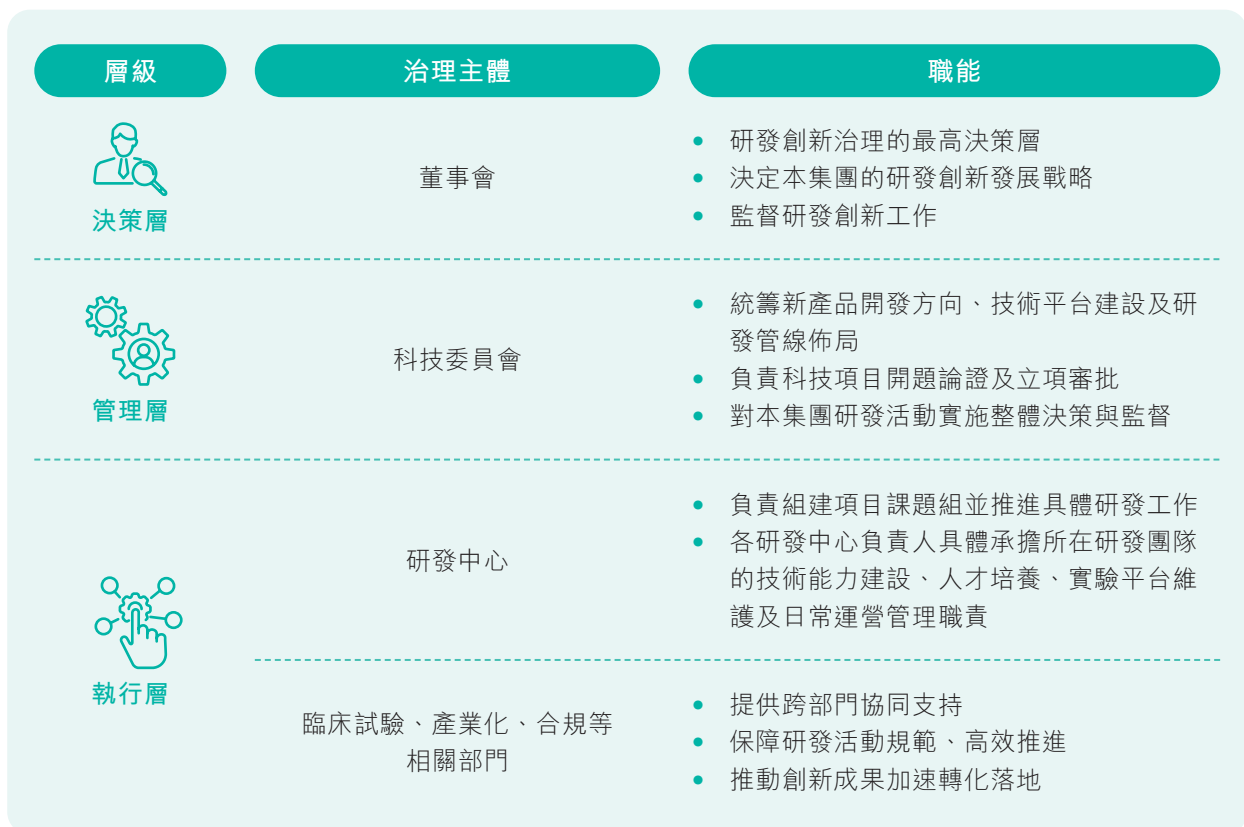 層級
治理主體
職能
決策層
董事會
• 研發創新治理的最高決策層
• 決定本集團的研發創新發展戰略
• 監督研發創新工作
管理層
科技委員會
• 統籌新產品開發方向、技術平台建設及研
發管線佈局
• 負責科技項目開題論證及立項審批
• 對本集團研發活動實施整體決策與監督
執行層
研發中心
• 負責組建項目課題組並推進具體研發工作
• 各研發中心負責人具體承擔所在研發團隊
的技術能力建設、人才培養、實驗平台維
護及日常運營管理職責
臨床試驗、產業化、合規等
相關部門
• 提供跨部門協同支持
• 保障研發活動規範、高效推進
• 推動創新成果加速轉化落地